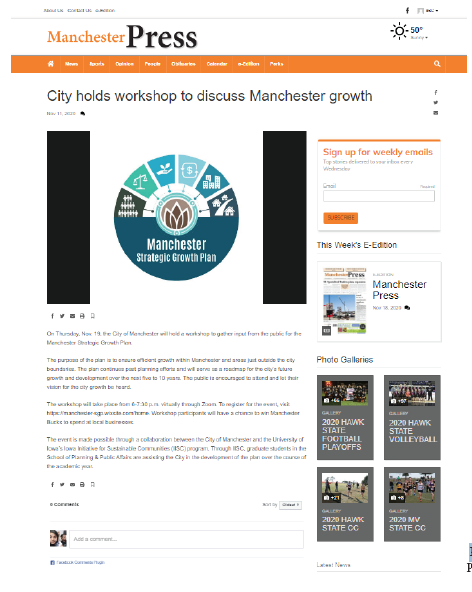 About Us Contact Us e-Edition
Manchester Press
50°
Sunny
News Sports Opinion People Obituaries Calendar e-Edition Perks
City holds workshop to discuss Manchester growth
Nov 11, 2020
Manchester
Strategic Growth Plan
On Thursday, Nov. 19, the City of Manchester will hold a workshop to gather input from the public for the
Manchester Strategic Growth Plan.
The purpose of the plan is to ensure efficient growth within Manchester and areas just outside the city
boundaries. The plan continues past planning efforts and will serve as a roadmap for the city's future
growth and development over the next five to 10 years. The public is encouraged to attend and let their
vision for the city growth be heard.
The workshop will take place from 6-7:30 p.m. virtually through Zoom. To register for the event, visit
Workshop participants will have a chance to win Manchester
Bucks to spend at local businesses.
The event is made possible through a collaboration between the City of Manchester and the University of
Iowa's Iowa Initiative for Sustainable Communities (IISC) program. Through IISC, graduate students in the
School of Planning & Public Affairs are assisting the City in the development of the plan over the course of
the academic year.
0 Comments
Sort by Oldest
Add a comment...
Facebook Comments Plugin
Sign up for weekly emails
Top stories delivered to your inbox every
Wednesday.
Email
SUBSCRIBE
This Week's E-Edition
Manchester
Press
Nov 18, 2020
Photo Galleries
GALLERY
2020 HAWK
STATE
FOOTBALL
PLAYOFFS
+97
GALLERY
2020 HAWK
STATE
VOLLEYBALL
+21
GALLERY
2020 HAWK
STATE CC
+8
GALLERY
2020 MV
STATE CC
Latest News